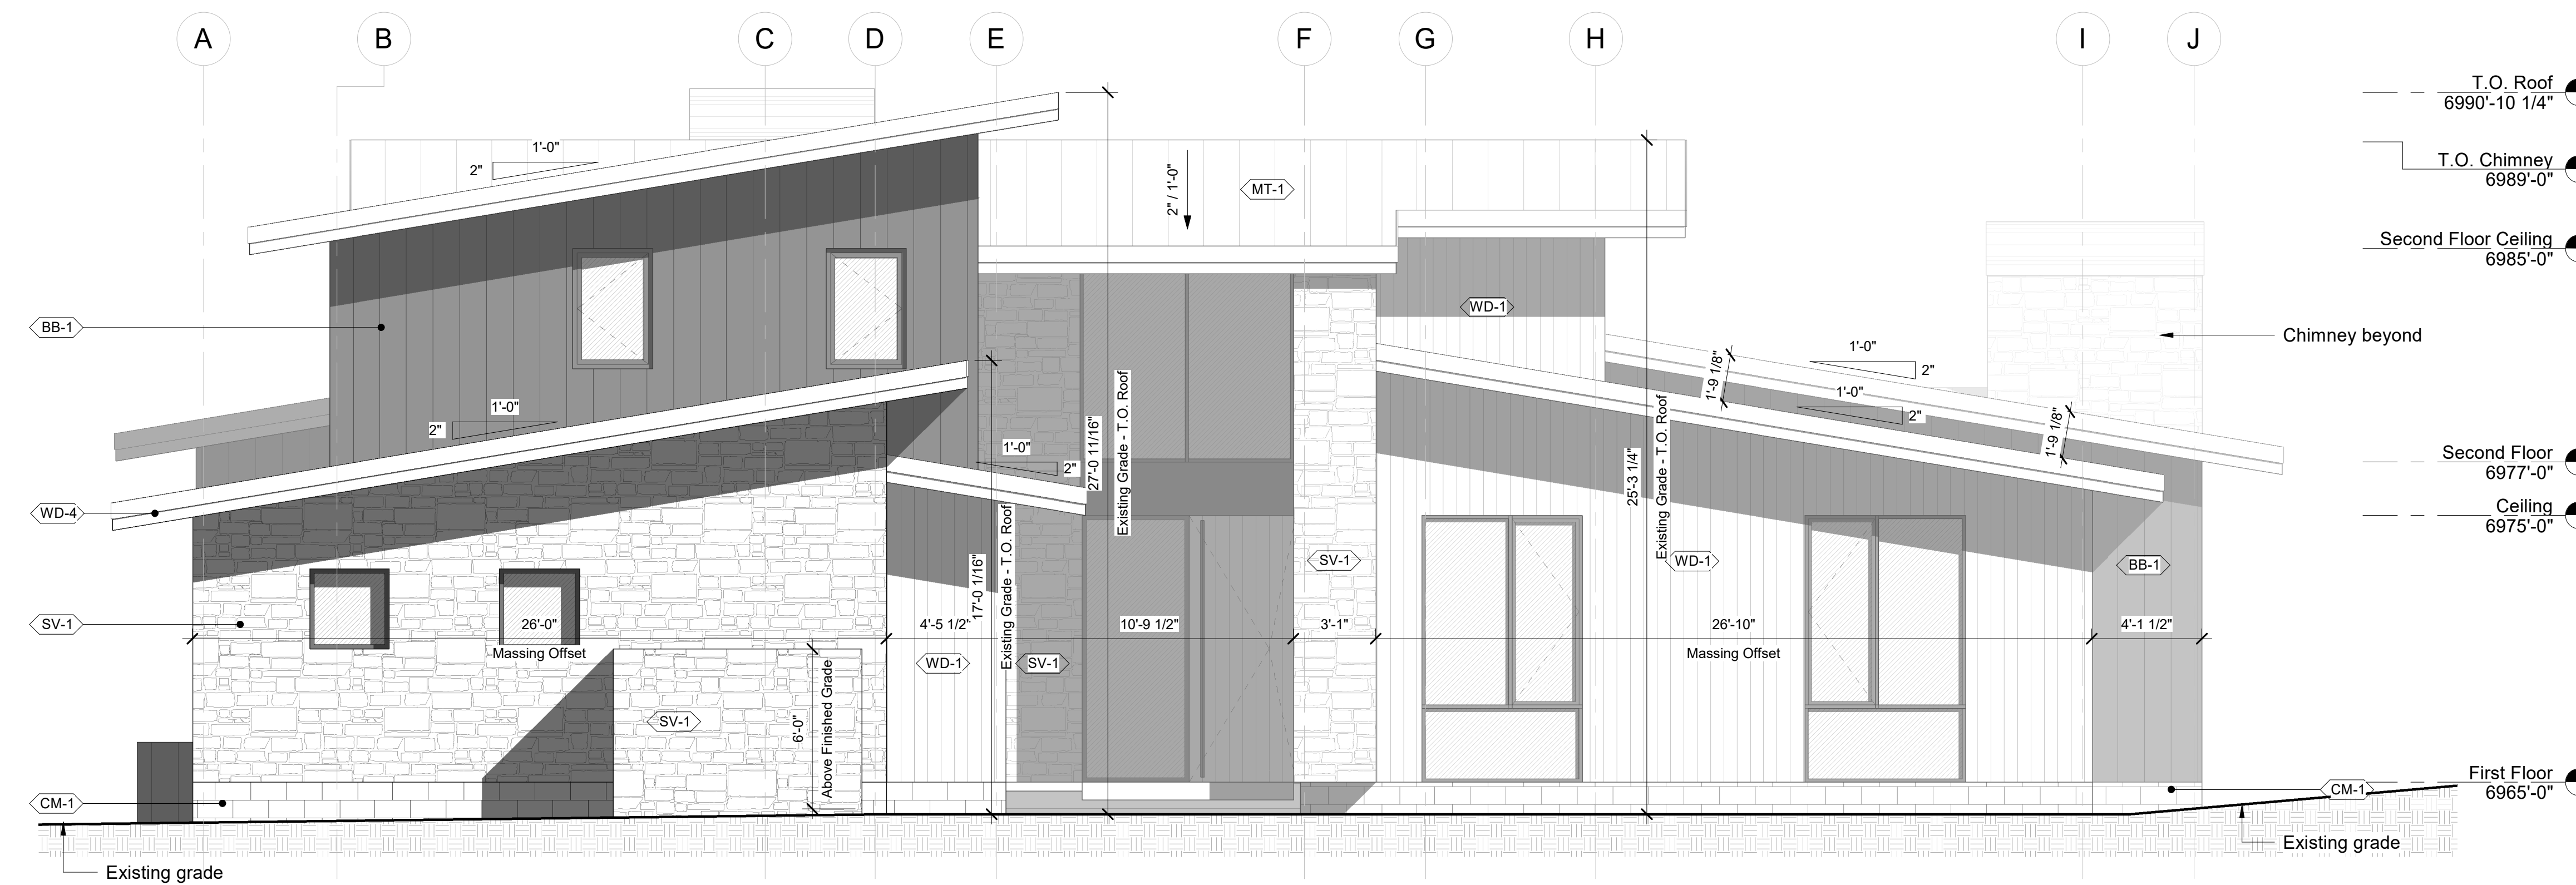 A B C D E F G H I J
T.O. Roof
6990'-10 1/4"
1'-0"
2"
T.O. Chimney
6989'-0"
2" / 1'-0"
MT-1
Second Floor Ceiling
6985'-0"
BB-1
WD-1
Chimney beyond
1'-0"
2"
1'-9 1/8"
1'-0"
2"
1'-0"
2"
1'-9 1/8"
1'-0"
2"
27'-0 11/16"
Existing Grade - T.O. Roof
25'-3 1/4"
Existing Grade - T.O. Roof
Second Floor
6977'-0"
WD-4
Ceiling
6975'-0"
SV-1
WD-1
BB-1
17'-0 1/16"
Existing Grade - T.O. Roof
SV-1
26'-0"
4'-5 1/2"
10'-9 1/2"
3'-1"
26'-10"
4'-1 1/2"
Massing Offset
Massing Offset
WD-1
SV-1
SV-1
6'-0"
Above Finished Grade
First Floor
6965'-0"
CM-1
CM-1
Existing grade
Existing grade